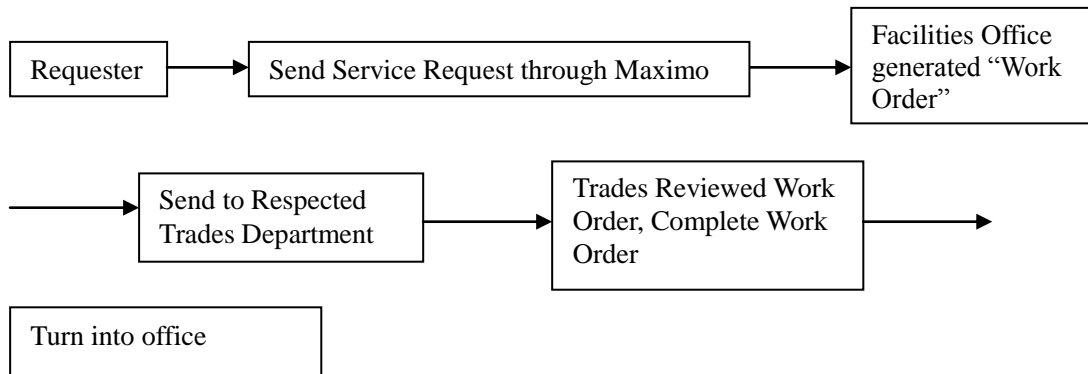 Requester
Send Service Request through Maximo
Facilities Office
generated “Work
Order”
Send to Respected
Trades Department
Trades Reviewed Work
Order, Complete Work
Order
Turn into office